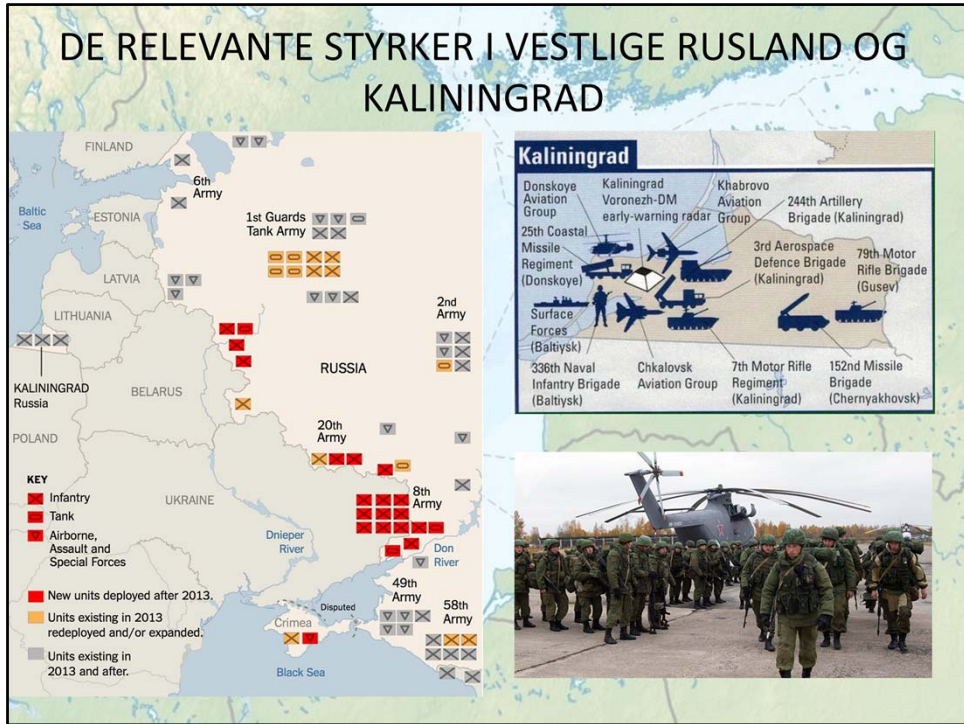 DE RELEVANTE STYRKER I VESTLIGE RUSLAND OG
KALININGRAD
FINLAND
6th
Army
Baltic
Sea
ESTONIA
1st Guards
Tank Army
LATVIA
LITHUANIA
2nd
Army
KALININGRAD
Russia
RUSSIA
BELARUS
POLAND
20th
Army
KEY
Infantry
Tank
Airborne,
Assault and
Special Forces
UKRAINE
8th
Army
Dnieper
River
Don
River
New units deployed after 2013.
Units existing in 2013
redeployed and/or expanded.
Units existing in
2013 and after.
Disputed
49th
Army
Crimea
58th
Army
Black Sea
Kaliningrad
Donskoye
Aviation
Group
Kaliningrad
Voronezh-DM
early-warning radar
Khabrovo
Aviation
Group
244th Artillery
Brigade (Kaliningrad)
25th Coastal
Missile
Regiment
(Donskoye)
3rd Aerospace
Defence Brigade
(Kaliningrad)
79th Motor
Rifle Brigade
(Gusev)
Surface
Forces
(Baltiysk)
336th Naval
Infantry Brigade
(Baltiysk)
Chkalovsk
Aviation Group
7th Motor Rifle
Regiment
(Kaliningrad)
152nd Missile
Brigade
(Chernyakhovsk)